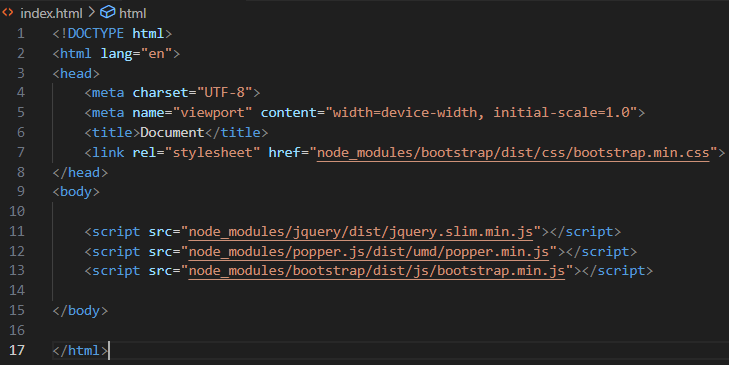 index.html > html
1 <!DOCTYPE html>
2 <html lang="en">
3 <head>
4     <meta charset="UTF-8">
5     <meta name="viewport" content="width=device-width, initial-scale=1.0">
6     <title>Document</title>
7     <link rel="stylesheet" href="node_modules/bootstrap/dist/css/bootstrap.min.css">
8 </head>
9 <body>
10
11     <script src="node_modules/jquery/dist/jquery.slim.min.js"></script>
12     <script src="node_modules/popper.js/dist/umd/popper.min.js"></script>
13     <script src="node_modules/bootstrap/dist/js/bootstrap.min.js"></script>
14
15 </body>
16
17 </html>